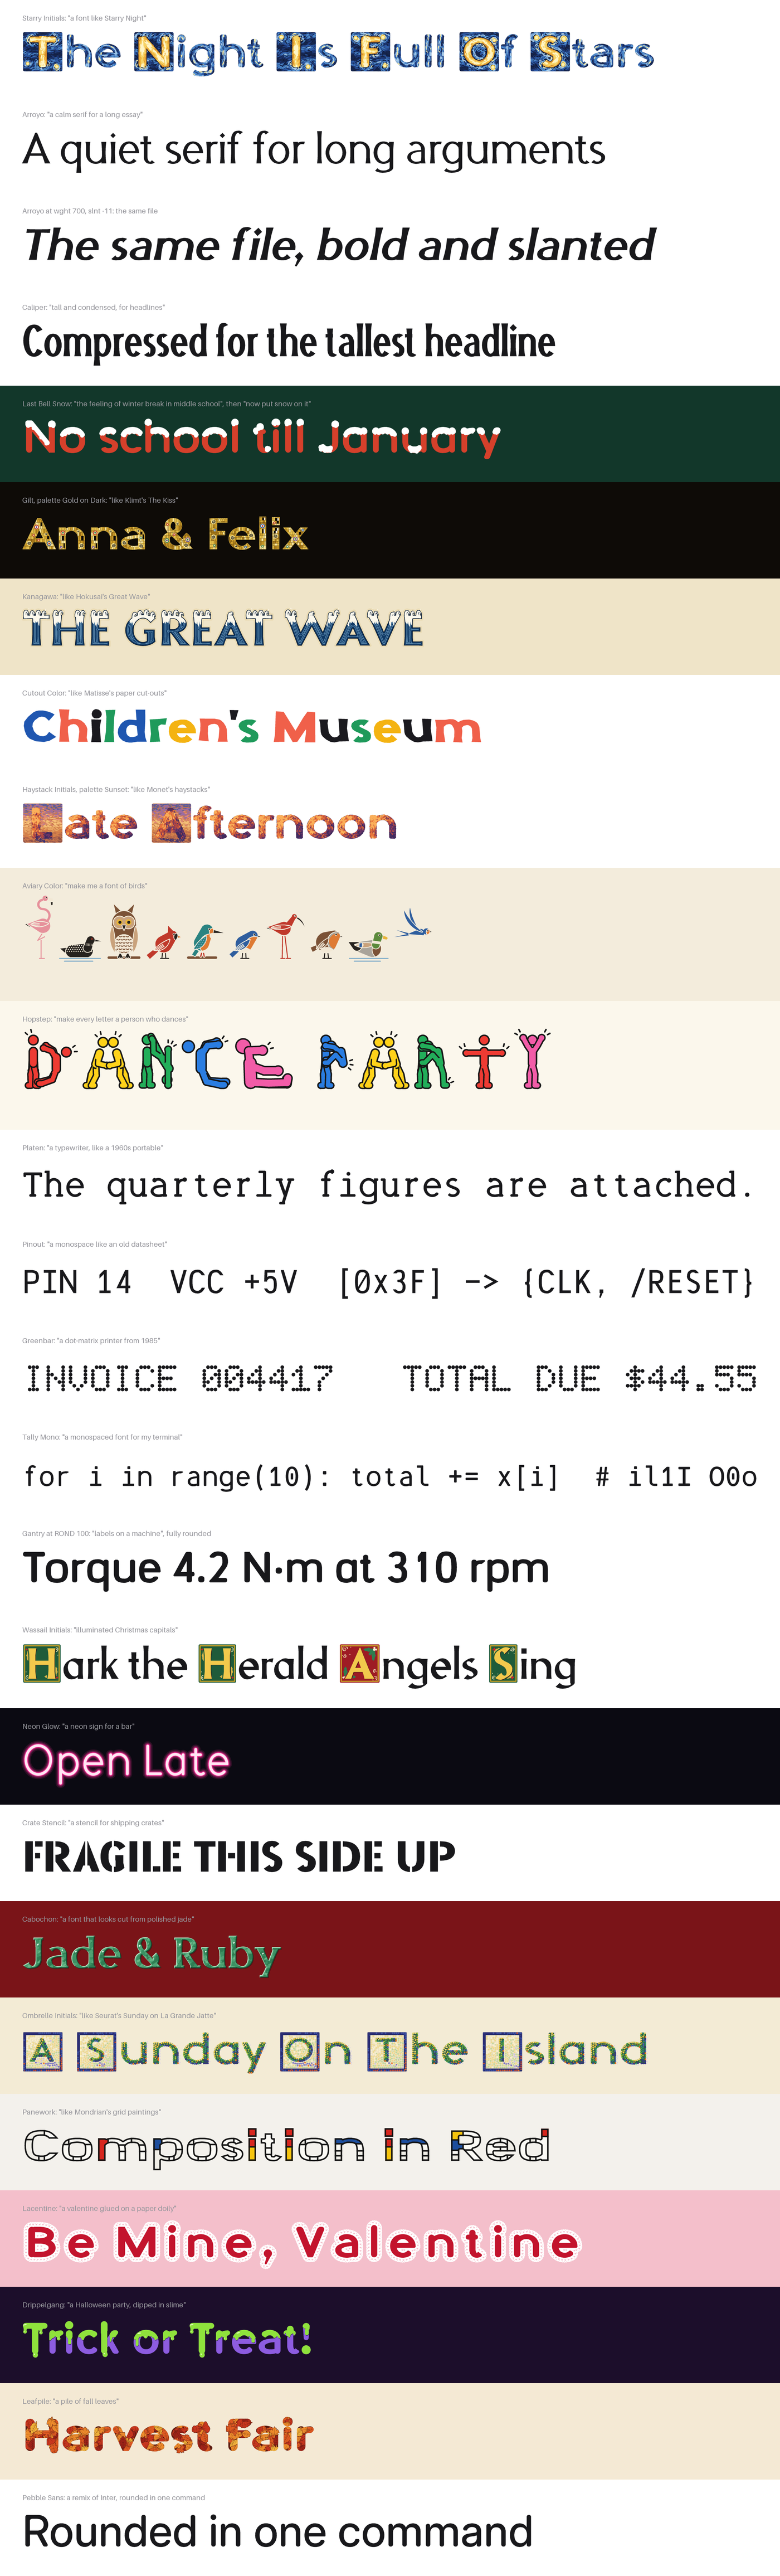 Starry Initials: "a font like Starry Night"
The Night Is Full Of Stars
Arroyo: "a calm serif for a long essay"
A quiet serif for long arguments
Arroyo at wght 700, slnt -11: the same file
The same file, bold and slanted
Caliper: "tall and condensed, for headlines"
Compressed for the tallest headline
Last Bell Snow: "the feeling of winter break in middle school", then "now put snow on it"
No school till January
Gilt, palette Gold on Dark: "like Klimt's The Kiss"
Anna & Felix
Kanagawa: "like Hokusai's Great Wave"
THE GREAT WAVE
Cutout Color: "like Matisse's paper cut-outs"
Children's Museum
Haystack Initials, palette Sunset: "like Monet's haystacks"
Late Afternoon
Aviary Color: "make me a font of birds"
Hopstep: "make every letter a person who dances"
DANCE PARTY
Platen: "a typewriter, like a 1960s portable"
The quarterly figures are attached.
Pinout: "a monospace like an old datasheet"
PIN 14  VCC +5V  [0x3F] -> {CLK, /RESET}
Greenbar: "a dot-matrix printer from 1985"
INVOICE 004417   TOTAL DUE $44.55
Tally Mono: "a monospaced font for my terminal"
for i in range(10): total += x[i]  # il1I O0o
Gantry at ROND 100: "labels on a machine", fully rounded
Torque 4.2 N·m at 310 rpm
Wassail Initials: "illuminated Christmas capitals"
Hark the Herald Angels Sing
Neon Glow: "a neon sign for a bar"
Open Late
Crate Stencil: "a stencil for shipping crates"
FRAGILE THIS SIDE UP
Cabochon: "a font that looks cut from polished jade"
Jade & Ruby
Ombrelle Initials: "like Seurat's Sunday on La Grande Jatte"
A Sunday On The Island
Panework: "like Mondrian's grid paintings"
Composition in Red
Lacentine: "a valentine glued on a paper doily"
Be Mine, Valentine
Drippelgang: "a Halloween party, dipped in slime"
Trick or Treat!
Leafpile: "a pile of fall leaves"
Harvest Fair
Pebble Sans: a remix of Inter, rounded in one command
Rounded in one command